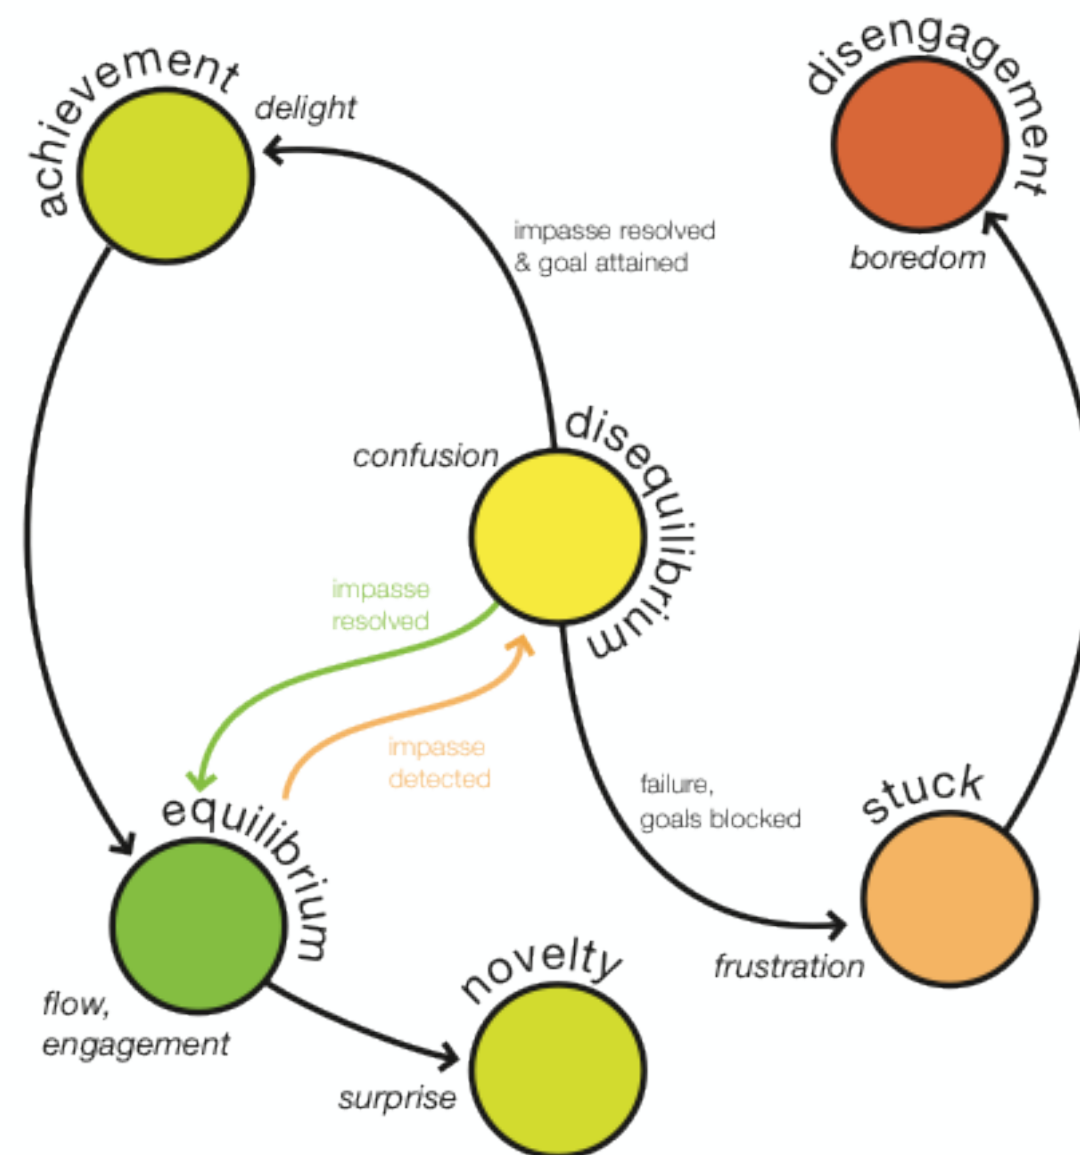 achievement
delight
disengagement
boredom
impasse resolved
& goal attained
confusion
disequilibrium
impasse
resolved
impasse
detected
failure,
goals blocked
stuck
frustration
equilibrium
flow,
engagement
novelty
surprise